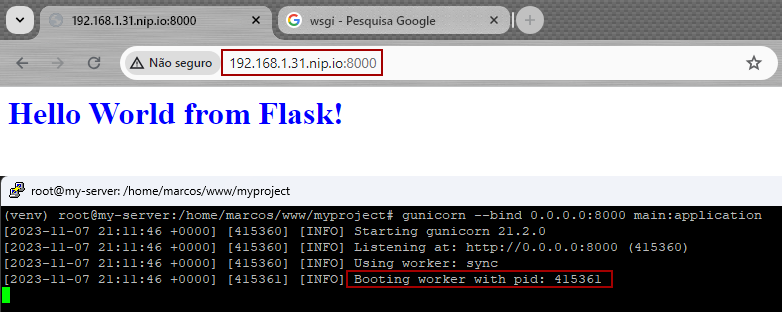 192.168.1.31.nip.io:8000
wsgi - Pesquisa Google
Não seguro
192.168.1.31.nip.io:8000
Hello World from Flask!
root@my-server: /home/marcos/www/myproject
(venv) root@my-server:/home/marcos/www/myproject# gunicorn --bind 0.0.0.0:8000 main:application
[2023-11-07 21:11:46 +0000] [415360] [INFO] Starting gunicorn 21.2.0
[2023-11-07 21:11:46 +0000] [415360] [INFO] Listening at: http://0.0.0.0:8000 (415360)
[2023-11-07 21:11:46 +0000] [415360] [INFO] Using worker: sync
[2023-11-07 21:11:46 +0000] [415361] [INFO] Booting worker with pid: 415361